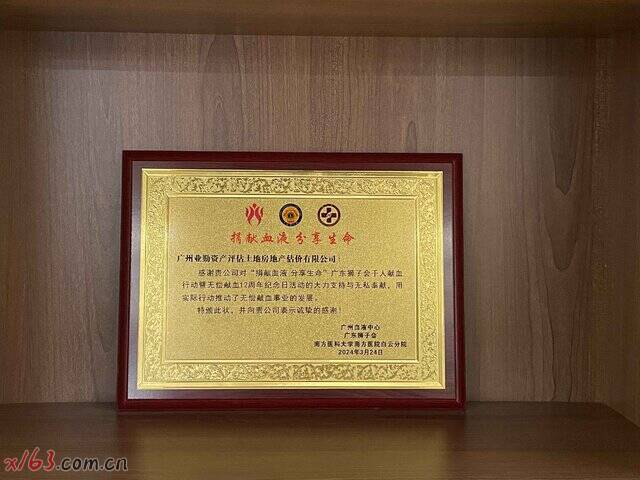 捐献血液 分享生命
广州业勤资产评估土地房地产估价有限公司:
感谢贵公司对“捐献血液 分享生命”广东狮子会千人献血
行动暨无偿献血12周年纪念日活动的大力支持与无私奉献,用
实际行动推动了无偿献血事业的发展。
特颁此状,并向贵公司表示诚挚的感谢!
广州血液中心
广东狮子会
南方医科大学南方医院白云分院
2024年3月24日
x/63.com.cn